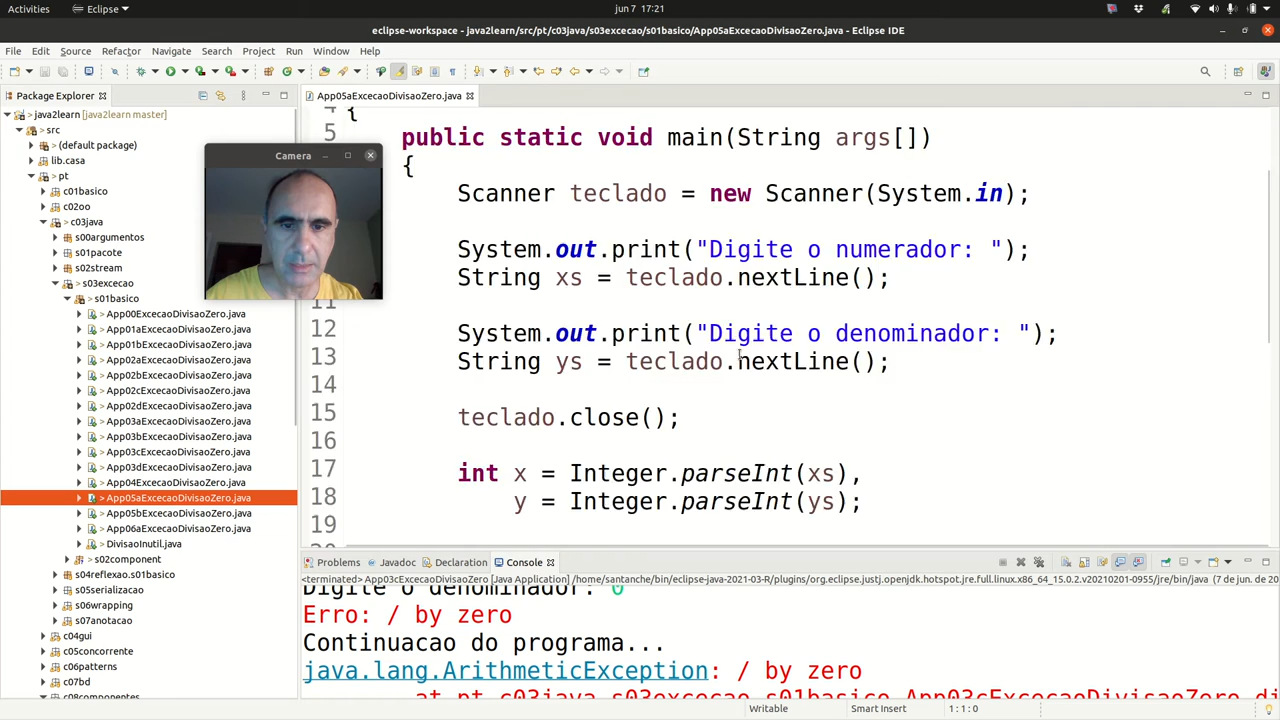 Activities
Eclipse
jun 7 17:21
eclipse-workspace - java2learn/src/pt/c03java/s03excecao/s01basico/App05aExcecaoDivisaoZero.java - Eclipse IDE
File Edit Source Refactor Navigate Search Project Run Window Help
Package Explorer
App05aExcecaoDivisaoZero.java
java2learn [java2learn master]
src
(default package)
lib.casa
pt
c01basico
c02oo
c03java
s00argumentos
s01pacote
s02stream
s03excecao
s01basico
> App00ExcecaoDivisaoZero.java
> App01aExcecaoDivisaoZero.java
> App01bExcecaoDivisaoZero.java
> App02aExcecaoDivisaoZero.java
> App02bExcecaoDivisaoZero.java
> App02cExcecaoDivisaoZero.java
> App02dExcecaoDivisaoZero.java
> App03aExcecaoDivisaoZero.java
> App03bExcecaoDivisaoZero.java
> App03cExcecaoDivisaoZero.java
> App03dExcecaoDivisaoZero.java
> App04ExcecaoDivisaoZero.java
> App05aExcecaoDivisaoZero.java
> App05bExcecaoDivisaoZero.java
> App06aExcecaoDivisaoZero.java
> DivisaoInutil.java
s02component
s04reflexao.s01basico
s05serializacao
s06wrapping
s07anotacao
c04gui
c05concorrente
c06patterns
c07bd
c08componentes
Camera
{
5 public static void main(String args[])
{
Scanner teclado = new Scanner(System.in);
System.out.print("Digite o numerador: ");
String xs = teclado.nextLine();
11
12 System.out.print("Digite o denominador: ");
13 String ys = teclado.nextLine();
14
15 teclado.close();
16
17 int x = Integer.parseInt(xs),
18 y = Integer.parseInt(ys);
19
Problems Javadoc Declaration Console
<terminated> App03cExcecaoDivisaoZero [Java Application] /home/santanche/bin/eclipse-java-2021-03-R/plugins/org.eclipse.justj.openjdk.hotspot.jre.full.linux.x86_64_15.0.2.v20210201-0955/jre/bin/java (7 de jun. de 20
Digite o denominador: 0
Erro: / by zero
Continuacao do programa...
java.lang.ArithmeticException: / by zero
at pt.c03java.s03excecao.s01basico.App03cExcecaoDivisaoZero.di
Writable
Smart Insert
1 : 1 : 0